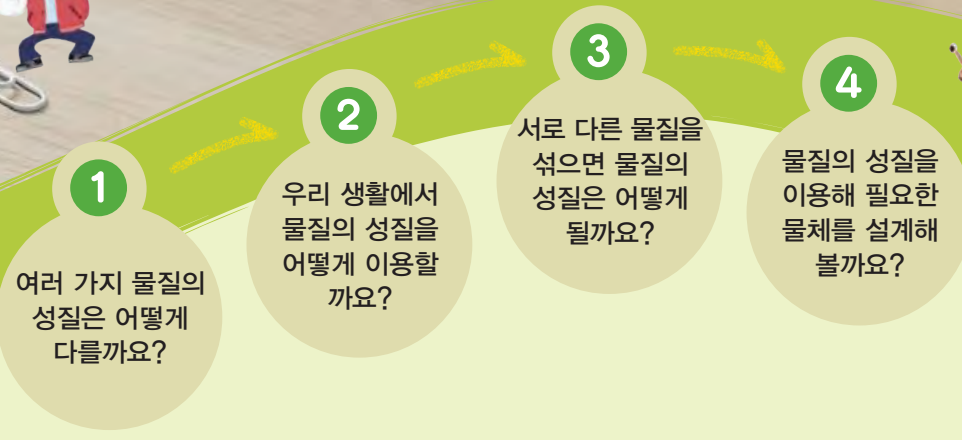 1
여러 가지 물질의
성질은 어떻게
다를까요?
2
우리 생활에서
물질의 성질을
어떻게 이용할
까요?
3
서로 다른 물질을
섞으면 물질의
성질은 어떻게
될까요?
4
물질의 성질을
이용해 필요한
물체를 설계해
볼까요?